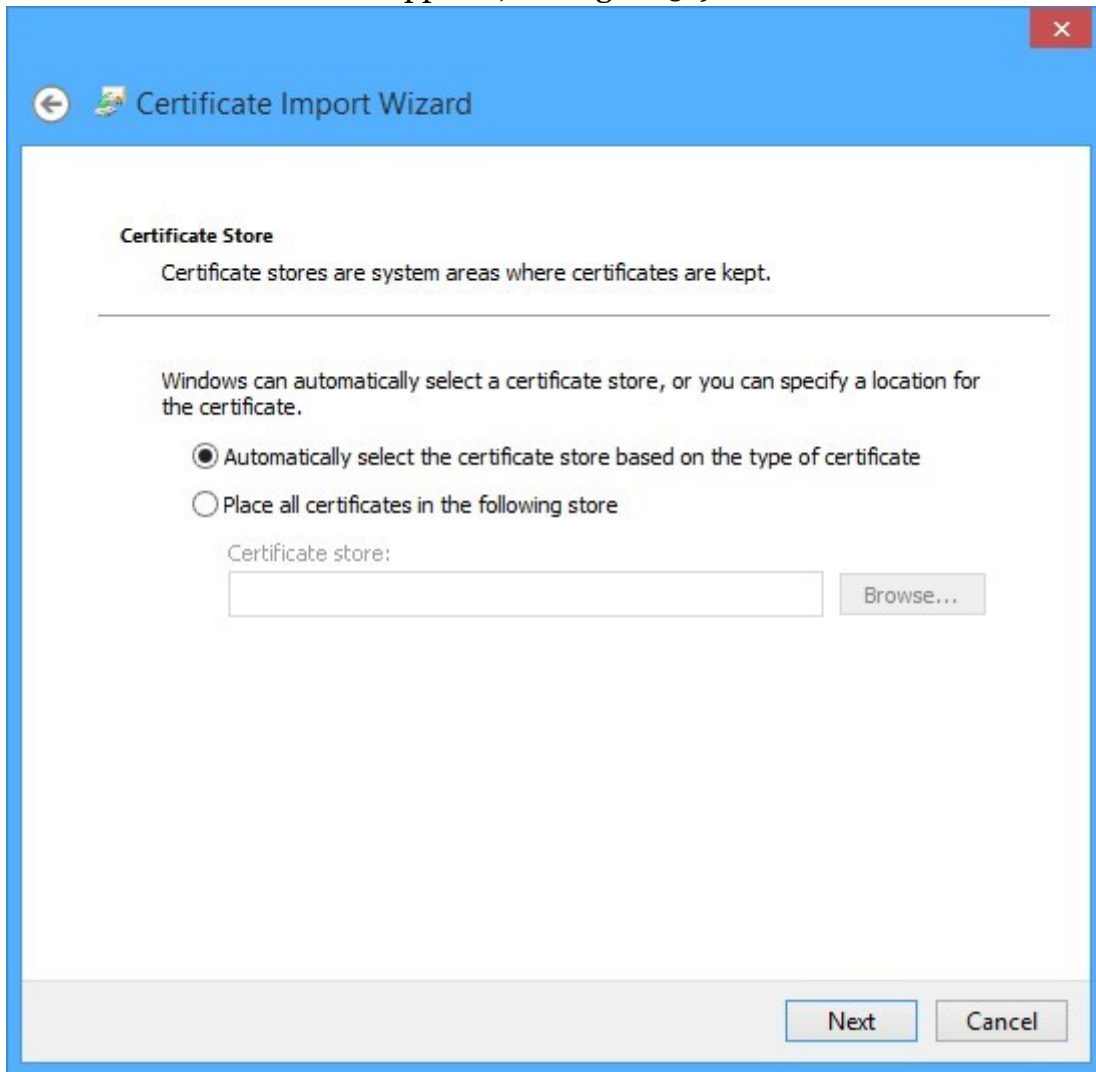 Certificate Import Wizard
Certificate Store
Certificate stores are system areas where certificates are kept.
Windows can automatically select a certificate store, or you can specify a location for
the certificate.
Automatically select the certificate store based on the type of certificate
Place all certificates in the following store
Certificate store:
Browse...
Next
Cancel